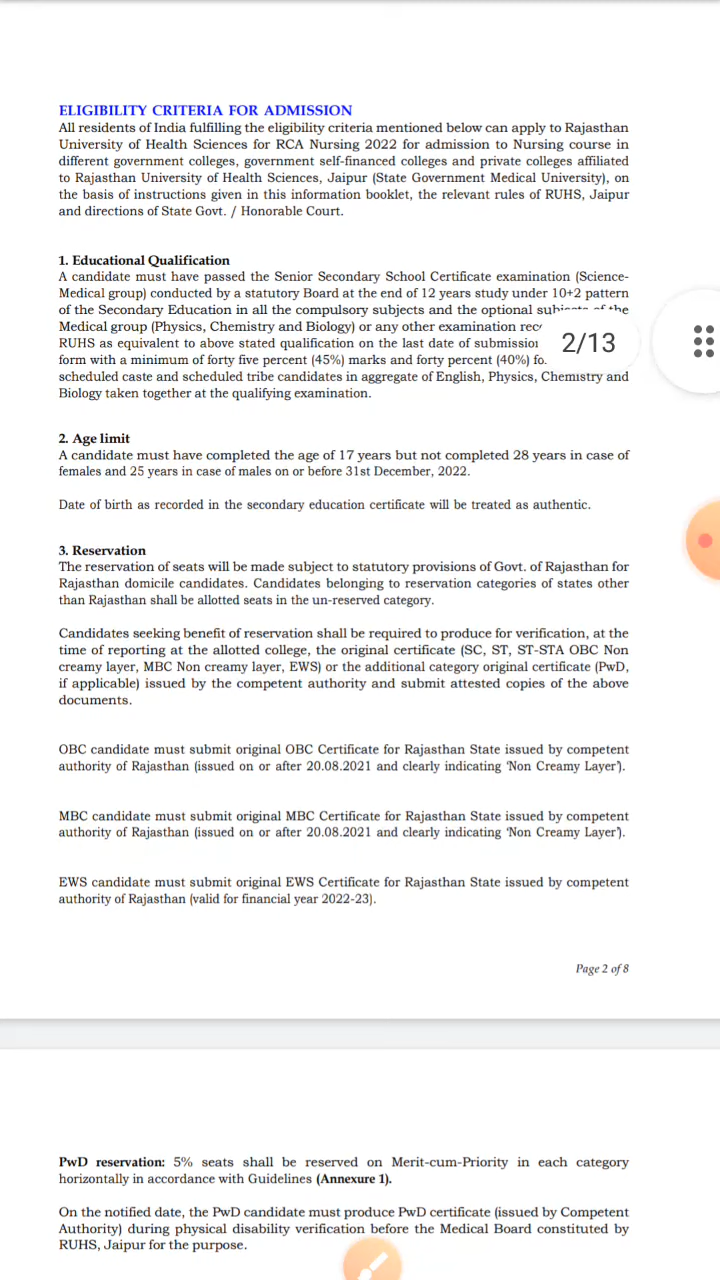 ELIGIBILITY CRITERIA FOR ADMISSION
All residents of India fulfilling the eligibility criteria mentioned below can apply to Rajasthan
University of Health Sciences for RCA Nursing 2022 for admission to Nursing course in
different government colleges, government self-financed colleges and private colleges affiliated
to Rajasthan University of Health Sciences, Jaipur (State Government Medical University), on
the basis of instructions given in this information booklet, the relevant rules of RUHS, Jaipur
and directions of State Govt. / Honorable Court.
1. Educational Qualification
A candidate must have passed the Senior Secondary School Certificate examination (Science-
Medical group) conducted by a statutory Board at the end of 12 years study under 10+2 pattern
of the Secondary Education in all the compulsory subjects and the optional subjects of the
Medical group (Physics, Chemistry and Biology) or any other examination
RUHS as equivalent to above stated qualification on the last date of
2/13
form with a minimum of forty five percent (45%) marks and forty percent (40%)
scheduled caste and scheduled tribe candidates in aggregate of English, Physics, Chemistry and
Biology taken together at the qualifying examination.
2. Age limit
A candidate must have completed the age of 17 years but not completed 28 years in case of
females and 25 years in case of males on or before 31st December, 2022.
Date of birth as recorded in the secondary education certificate will be treated as authentic.
3. Reservation
The reservation of seats will be made subject to statutory provisions of Govt. of Rajasthan for
Rajasthan domicile candidates. Candidates belonging to reservation categories of states other
than Rajasthan shall be allotted seats in the un-reserved category.
Candidates seeking benefit of reservation shall be required to produce for verification, at the
time of reporting at the allotted college, the original certificate (SC, ST, ST-STA OBC Non
creamy layer, MBC Non creamy layer, EWS) or the additional category original certificate (PwD,
if applicable) issued by the competent authority and submit attested copies of the above
documents.
OBC candidate must submit original OBC Certificate for Rajasthan State issued by competent
authority of Rajasthan (issued on or after 20.08.2021 and clearly indicating ‘Non Creamy Layer’).
MBC candidate must submit original MBC Certificate for Rajasthan State issued by competent
authority of Rajasthan (issued on or after 20.08.2021 and clearly indicating ‘Non Creamy Layer’).
EWS candidate must submit original EWS Certificate for Rajasthan State issued by competent
authority of Rajasthan (valid for financial year 2022-23).
Page 2 of 8
PwD reservation: 5% seats shall be reserved on Merit-cum-Priority in each category
horizontally in accordance with Guidelines (Annexure 1).
On the notified date, the PwD candidate must produce PwD certificate (issued by Competent
Authority) during physical disability verification before the Medical Board constituted by
RUHS, Jaipur for the purpose.